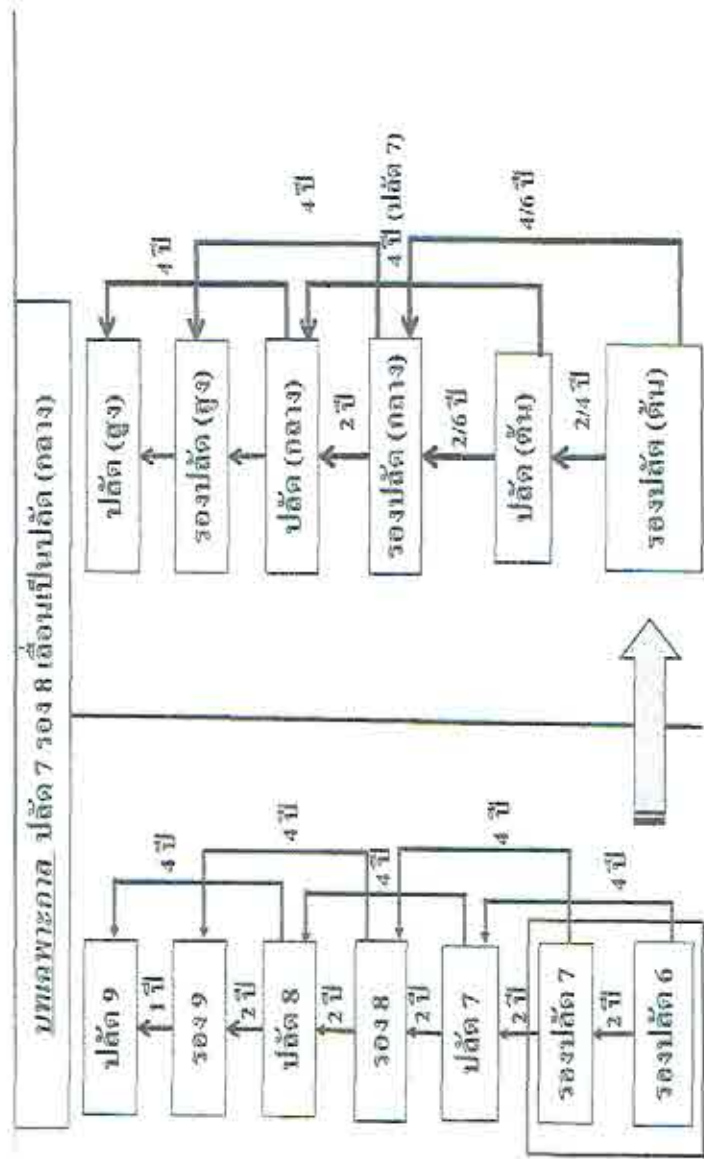 บทเฉพาะกาล ปลัด 7 รอง 8 เลื่อนเป็นปลัด (กลาง)
ปลัด 9
1 ปี
รอง 9
2 ปี
ปลัด 8
2 ปี
รอง 8
2 ปี
ปลัด 7
2 ปี
รองปลัด 7
2 ปี
รองปลัด 6
4 ปี
4 ปี
4 ปี
4 ปี
4 ปี
ปลัด (สูง)
รองปลัด (สูง)
ปลัด (กลาง)
2 ปี
รองปลัด (กลาง)
2/6 ปี
ปลัด (ต้น)
2/4 ปี
รองปลัด (ต้น)
4 ปี
4 ปี
4 ปี (ปลัด 7)
4/6 ปี